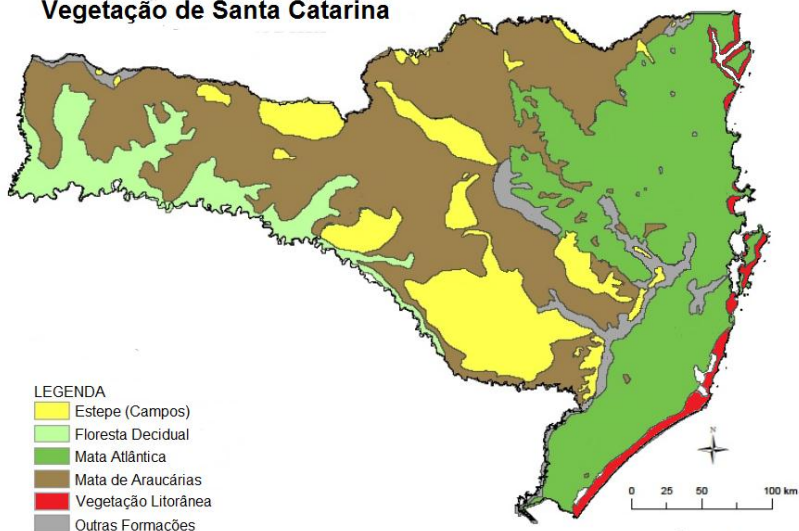 Vegetação de Santa Catarina
LEGENDA
Estepe (Campos)
Floresta Decidual
Mata Atlântica
Mata de Araucárias
Vegetação Litorânea
Outras Formações
N
0 25 50 100 km